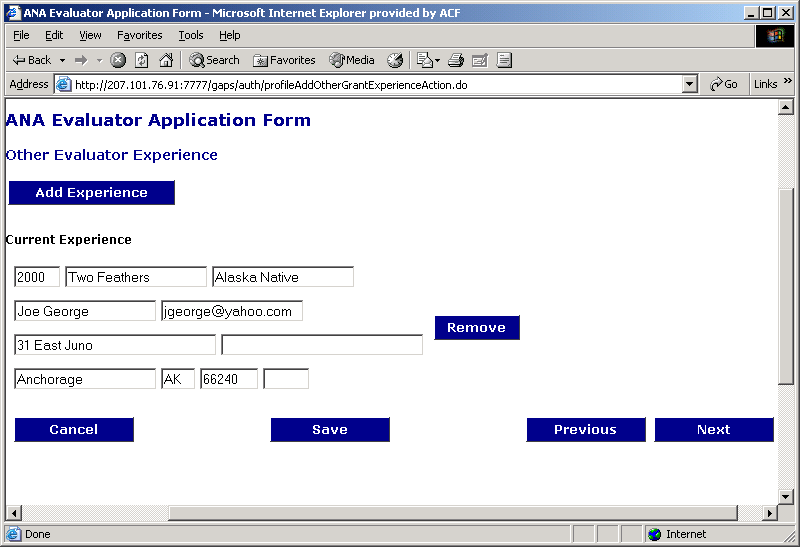 ANA Evaluator Application Form - Microsoft Internet Explorer provided by ACF
File Edit View Favorites Tools Help
Back Search Favorites Media
Address http://207.101.76.91:7777/gaps/auth/profileAddOtherGrantExperienceAction.do Go Links »
ANA Evaluator Application Form
Other Evaluator Experience
Add Experience
Current Experience
2000 Two Feathers Alaska Native
Joe George jgeorge@yahoo.com
Remove
31 East Juno
Anchorage AK 66240
Cancel Save Previous Next
Done Internet